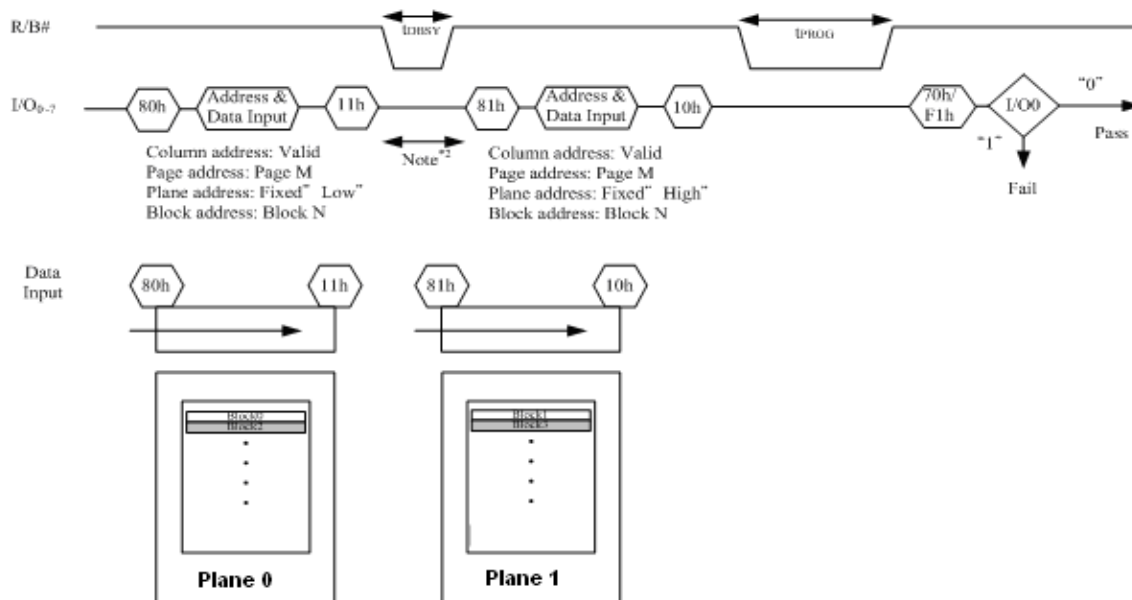 R/B#
tDBSY
tPROG
I/O0~7
80h
Address &
Data Input
11h
81h
Address &
Data Input
10h
70h/
F1h
I/O0
"0"
Pass
"1"
Fail
Note*2
Column address: Valid
Page address: Page M
Plane address: Fixed" Low"
Block address: Block N
Column address: Valid
Page address: Page M
Plane address: Fixed" High"
Block address: Block N
Data
Input
80h
11h
81h
10h
Block0
Block2
Block1
Block3
Plane 0
Plane 1